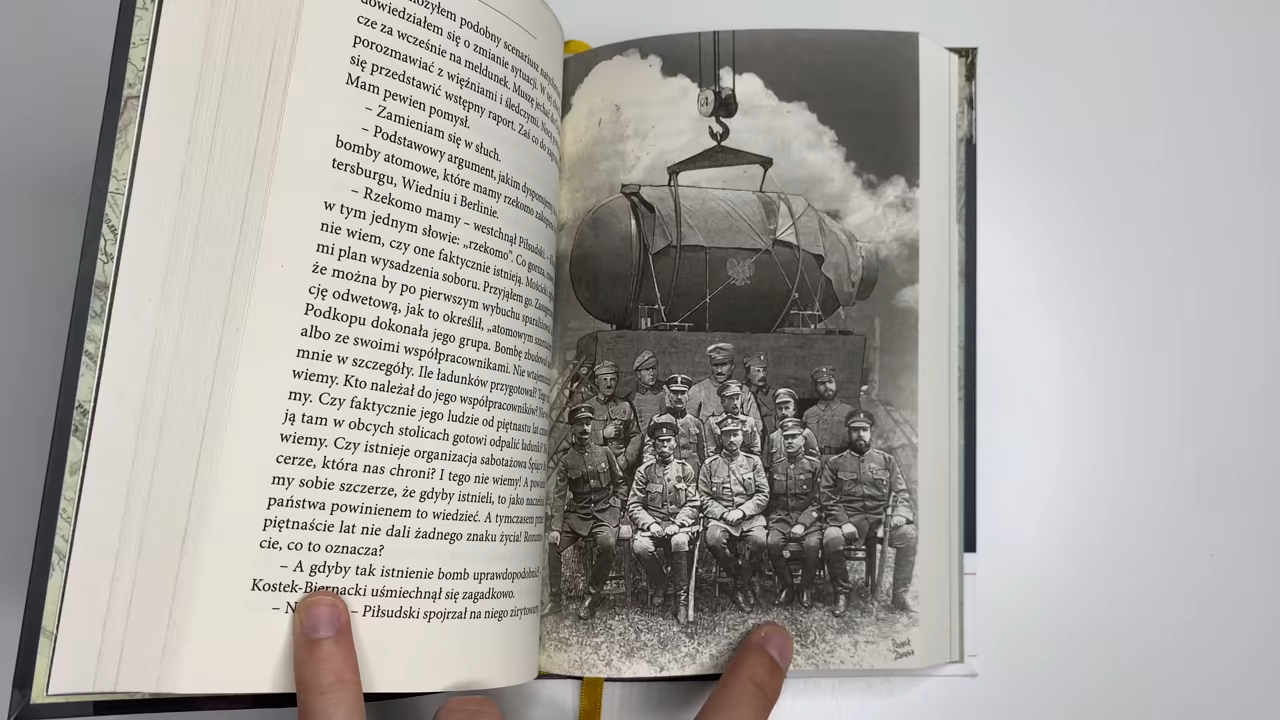 podobny scenariusz
dowiedziałem się o zmianie sytuacji. W
cze za wcześnie na meldunek. Muszę jechać
porozmawiać z więźniami i śledczymi.
się przedstawić wstępny raport. Zaś co do
Mam pewien pomysł.
– Zamieniam się w słuch.
– Podstawowy argument, jakim dysponujemy
bomby atomowe, które mamy rzekomo
tersburgu, Wiedniu i Berlinie.
– Rzekomo mamy – westchnął Piłsudski. –
w tym jednym słowie: „rzekomo”. Co gorsza,
nie wiem, czy one faktycznie istnieją. Mościcki
mi plan wysadzenia soboru. Przyjąłem go.
że można by po pierwszym wybuchu
cję odwetową, jak to określił, „atomowym
Podkopu dokonała jego grupa. Bombę zbudował
albo ze swoimi współpracownikami. Nie
mnie w szczegóły. Ile ładunków przygotował?
wiemy. Kto należał do jego współpracowników?
my. Czy faktycznie jego ludzie od piętnastu lat
ją tam w obcych stolicach gotowi odpalić ładunki?
wiemy. Czy istnieje organizacja sabotażowa Śpiący
cerze, która nas chroni? I tego nie wiemy! A
my sobie szczerze, że gdyby istnieli, to jako
państwa powinienem to wiedzieć. A tymczasem
piętnaście lat nie dali żadnego znaku życia!
cie, co to oznacza?
– A gdyby tak istnienie bomb uprawdopodobnić?
Kostek-Biernacki uśmiechnął się zagadkowo.
– Piłsudski spojrzał na niego